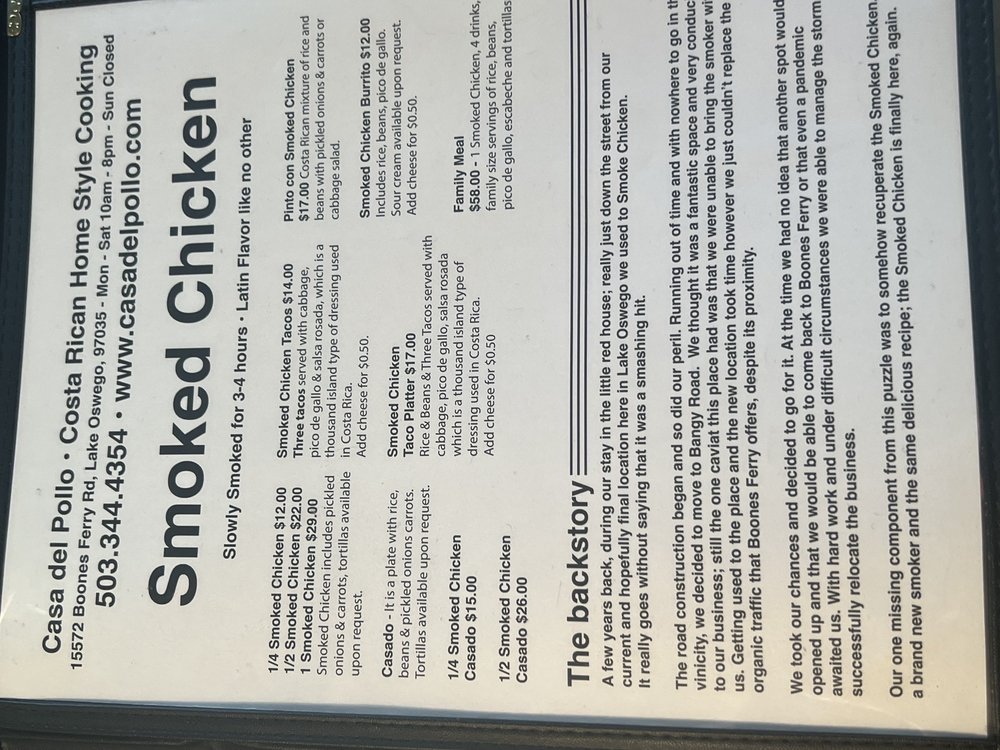 Casa del Pollo • Costa Rican Home Style Cooking
15572 Boones Ferry Rd, Lake Oswego, 97035 - Mon - Sat 10am - 8pm - Sun Closed
503.344.4354 • www.casadelpollo.com
Smoked Chicken
Slowly Smoked for 3-4 hours · Latin Flavor like no other
1/4 Smoked Chicken $12.00
1/2 Smoked Chicken $22.00
1 Smoked Chicken $29.00
Smoked Chicken includes pickled
onions & carrots, tortillas available
upon request.
Casado - It is plate with rice,
beans & pickled onions carrots.
Tortillas available upon request.
1/4 Smoked Chicken
Casado $15.00
1/2 Smoked Chicken
Casado $26.00
Smoked Chicken Tacos $14.00
Three tacos served with cabbage,
pico de gallo & salsa rosada, which is a
thousand island type of dressing used
in Costa Rica.
Add cheese for $0.50.
Smoked Chicken
Taco Platter $17.00
Rice & Beans & Three Tacos served with
cabbage, pico de gallo, salsa rosada
which is a thousand island type of
dressing used in Costa Rica.
Add cheese for $0.50
Pinto con Smoked Chicken
$17.00 Costa Rican mixture of rice and
beans with pickled onions & carrots or
cabbage salad.
Smoked Chicken Burrito $12.00
Includes rice, beans, pico de gallo.
Sour cream available upon request.
Add cheese for $0.50.
Family Meal
$58.00 - 1 Smoked Chicken, 4 drinks,
family size servings of rice, beans,
pico de gallo, escabeche and tortillas
The backstory
A few years back, during our stay in the little red house; really just down the street from our
current and hopefully final location here in Lake Oswego we used to Smoke Chicken.
It really goes without saying that it was a smashing hit.
The road construction began and so did our peril. Running out of time and with nowhere to go in
vinicity, we decided to move to Bangy Road. We thought it was a fantastic space and very
to our business; still the one caviat this place had was that we were unable to bring the smoker
us. Getting used to the place and the new location took time however we just couldn't replace the
organic traffic that Boones Ferry offers, despite its proximity.
We took our chances and decided to go for it. At the time we had no idea that another spot would
opened up and that we would be able to come back to Boones Ferry or that even a pandemic
awaited us. With hard work and under difficult circumstances we were able to manage the storm
successfully relocate the business.
Our one missing component from this puzzle was to somehow recuperate the Smoked Chicken.
a brand new smoker and the same delicious recipe; the Smoked Chicken is finally here, again.